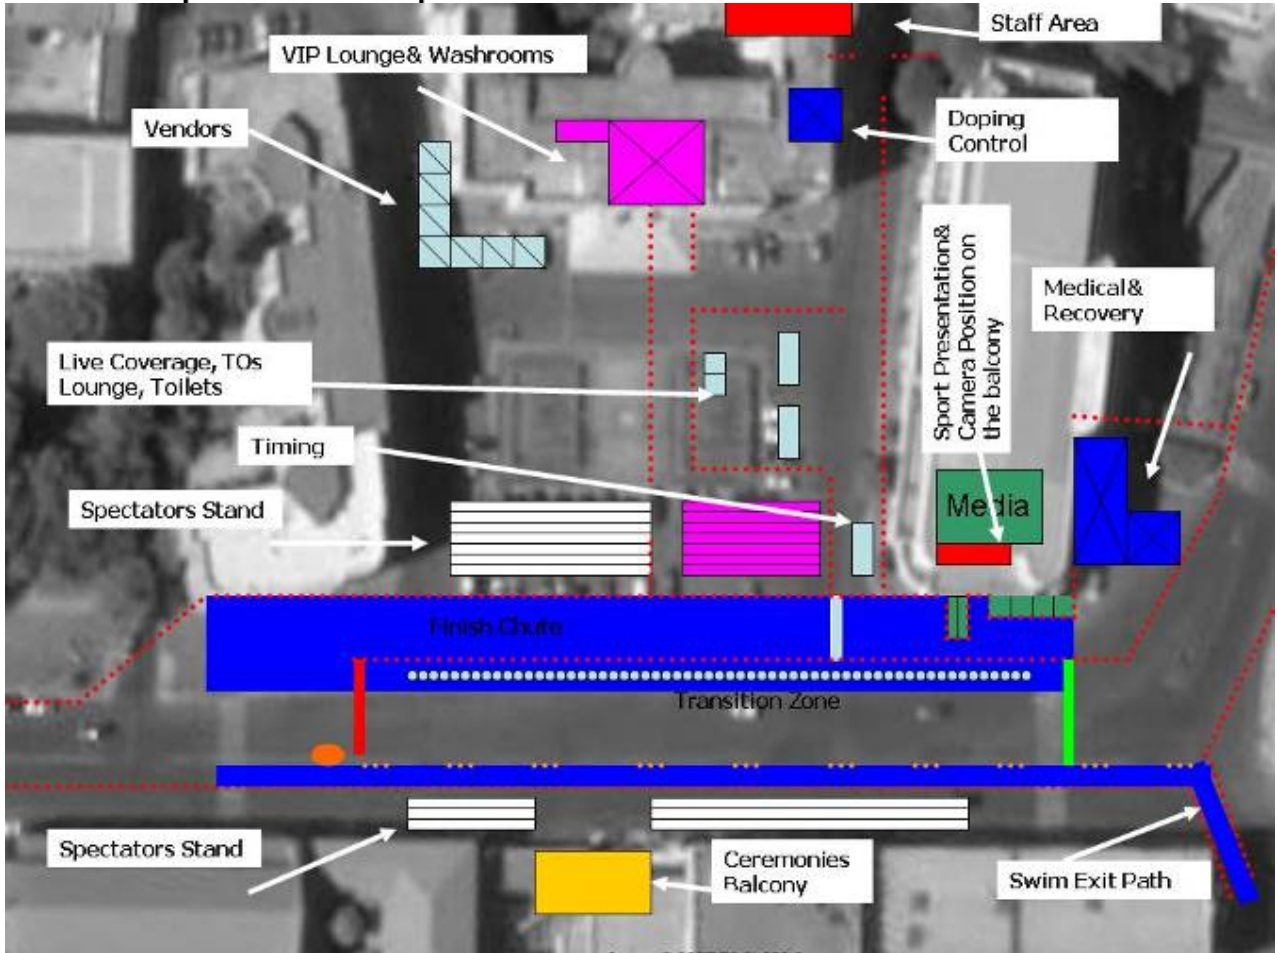 Staff Area
VIP Lounge& Washrooms
Vendors
Doping
Control
Sport Presentation&
Camera Position on
the balcony
Medical&
Recovery
Live Coverage, TOs
Lounge, Toilets
Timing
Spectators Stand
Media
Finish Chute
Transition Zone
Spectators Stand
Ceremonies
Balcony
Swim Exit Path